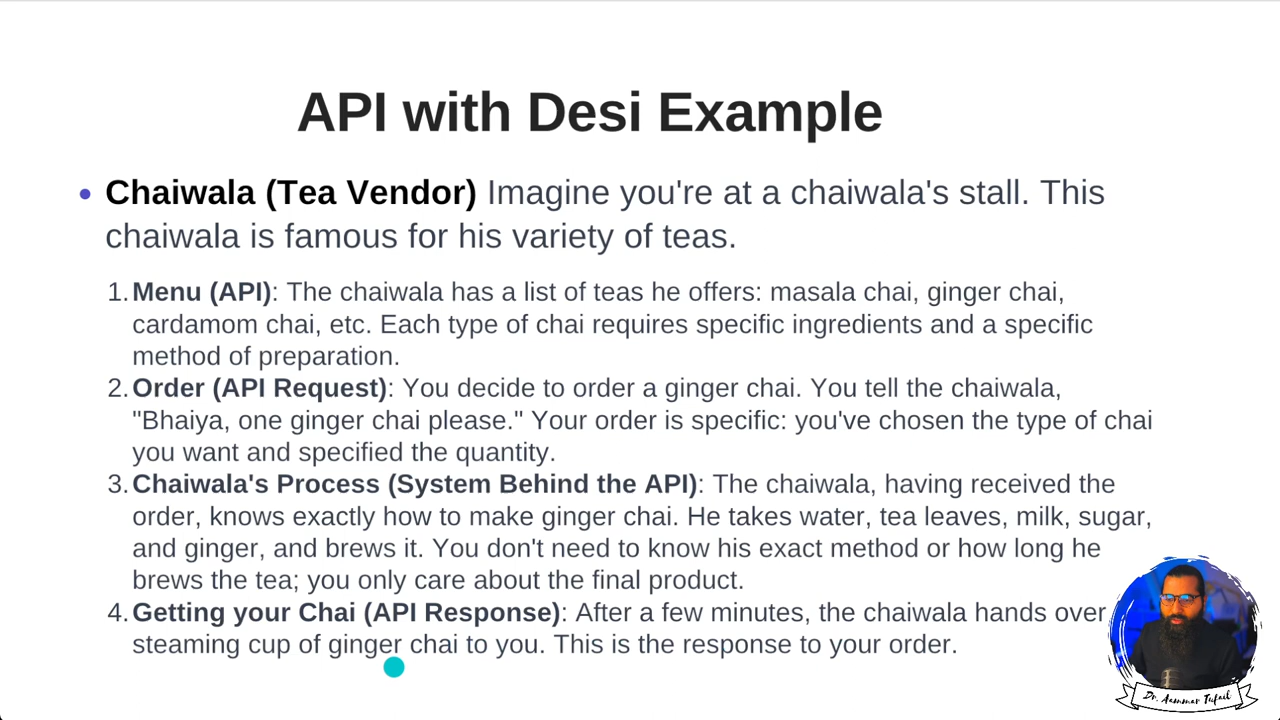 API with Desi Example
• Chaiwala (Tea Vendor) Imagine you're at a chaiwala's stall. This
chaiwala is famous for his variety of teas.
1. Menu (API): The chaiwala has a list of teas he offers: masala chai, ginger chai,
cardamom chai, etc. Each type of chai requires specific ingredients and a specific
method of preparation.
2. Order (API Request): You decide to order a ginger chai. You tell the chaiwala,
"Bhaiya, one ginger chai please." Your order is specific: you've chosen the type of chai
you want and specified the quantity.
3. Chaiwala's Process (System Behind the API): The chaiwala, having received the
order, knows exactly how to make ginger chai. He takes water, tea leaves, milk, sugar,
and ginger, and brews it. You don't need to know his exact method or how long he
brews the tea; you only care about the final product.
4. Getting your Chai (API Response): After a few minutes, the chaiwala hands over
steaming cup of ginger chai to you. This is the response to your order.
Dr. Aammar Tufail